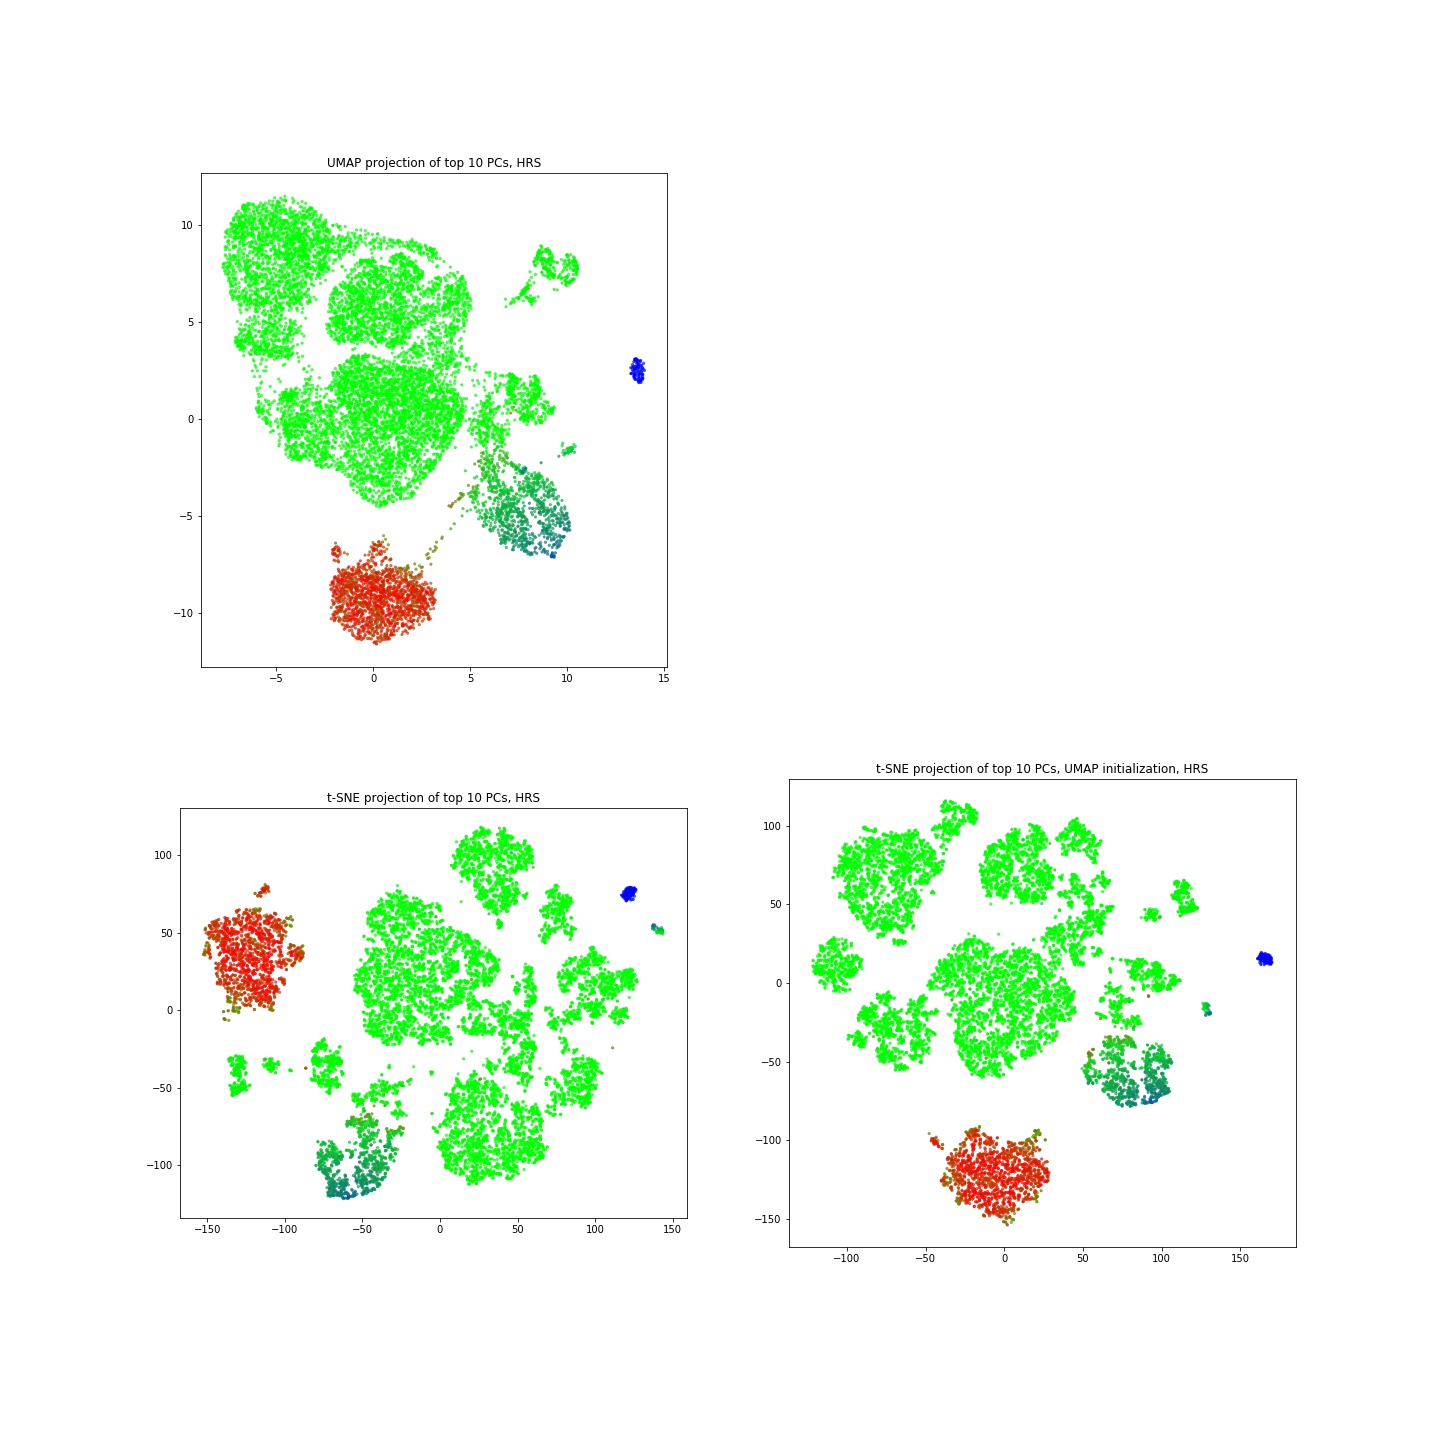 UMAP projection of top 10 PCs, HRS
10
5
0
−5
−10
−5 0 5 10 15
t-SNE projection of top 10 PCs, HRS
100
50
0
−50
−100
−150 −100 −50 0 50 100 150
t-SNE projection of top 10 PCs, UMAP initialization, HRS
100
50
0
−50
−100
−150
−100 −50 0 50 100 150